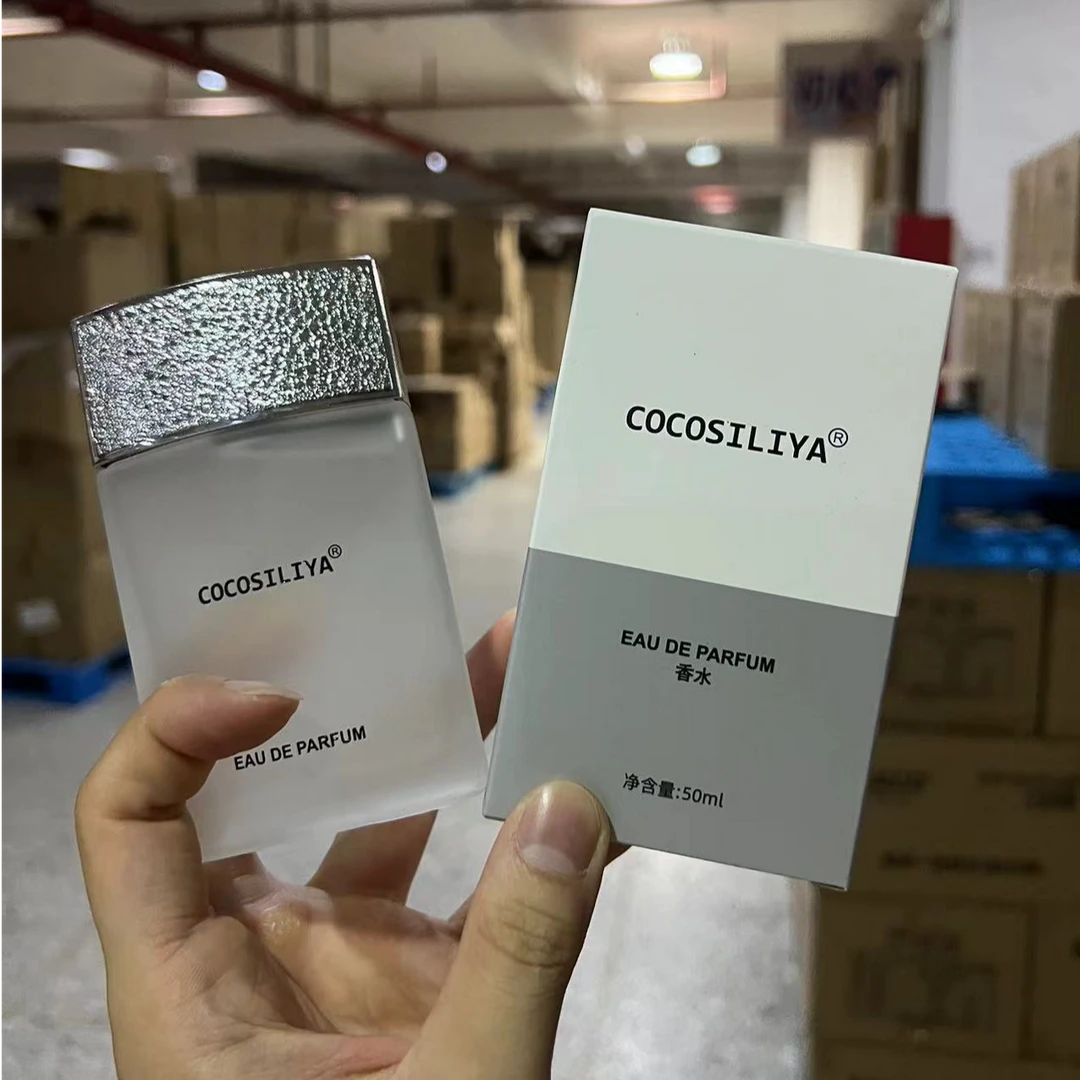 COCOSILIYA®
EAU DE PARFUM
COCOSILIYA®
EAU DE PARFUM
香水
净含量:50ml